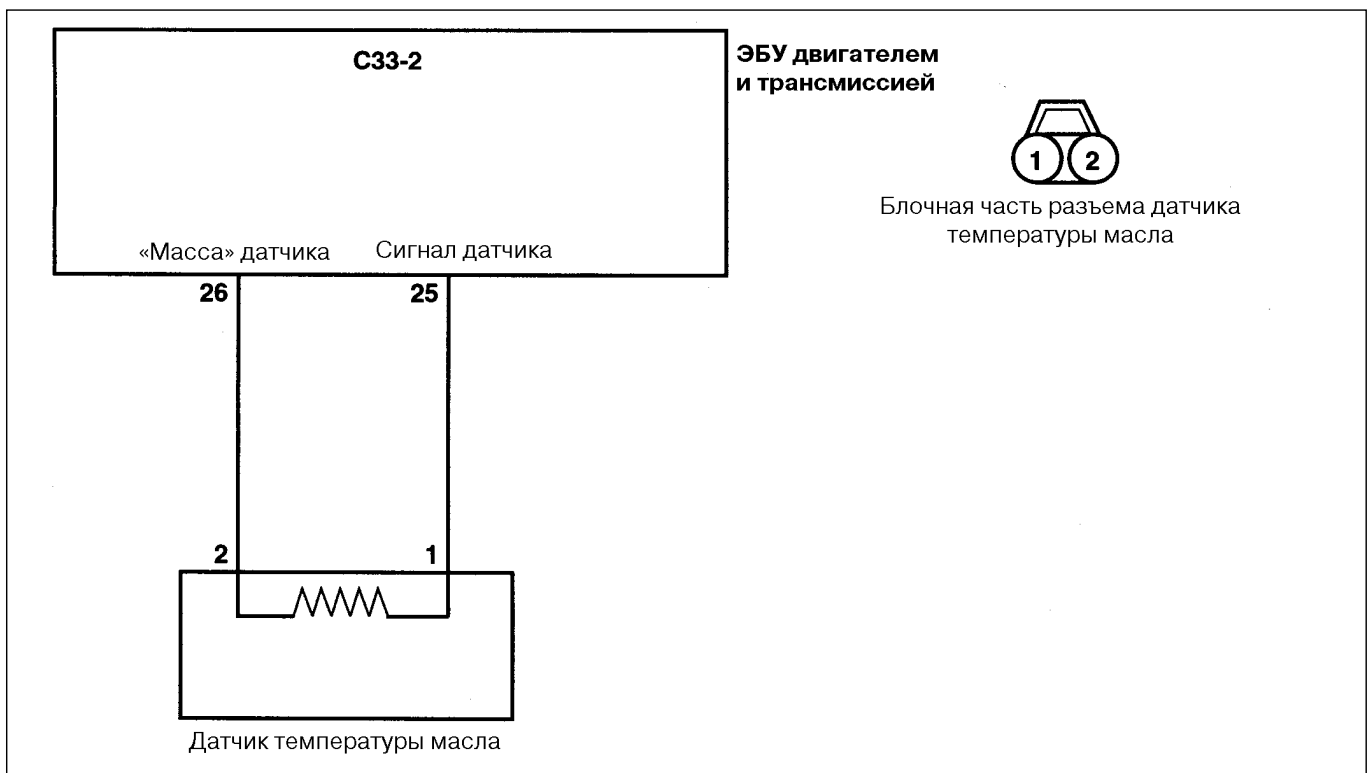 С33-2
ЭБУ двигателем
и трансмиссией
1 2
Блочная часть разъема датчика
температуры масла
«Масса» датчика Сигнал датчика
26 25
2 1
Датчик температуры масла